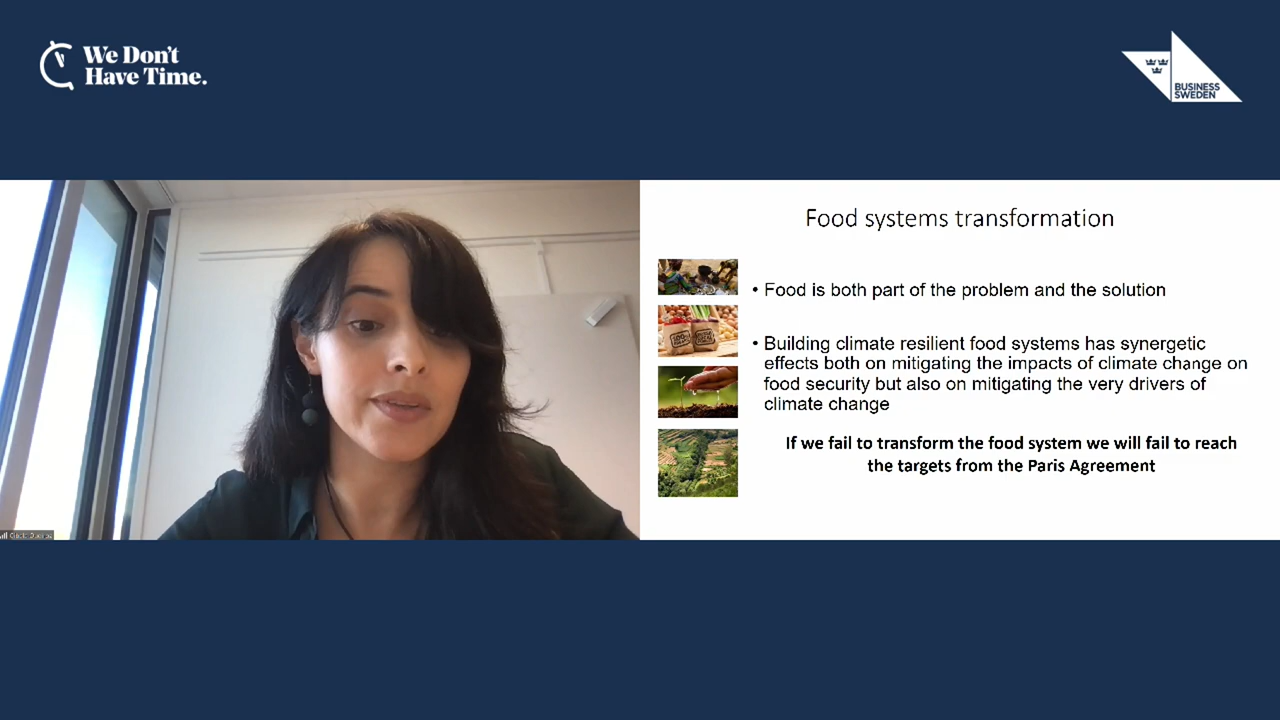 We Don't
Have Time.
BUSINESS
SWEDEN
Food systems transformation
• Food is both part of the problem and the solution
• Building climate resilient food systems has synergetic
effects both on mitigating the impacts of climate change on
food security but also on mitigating the very drivers of
climate change
If we fail to transform the food system we will fail to reach
the targets from the Paris Agreement